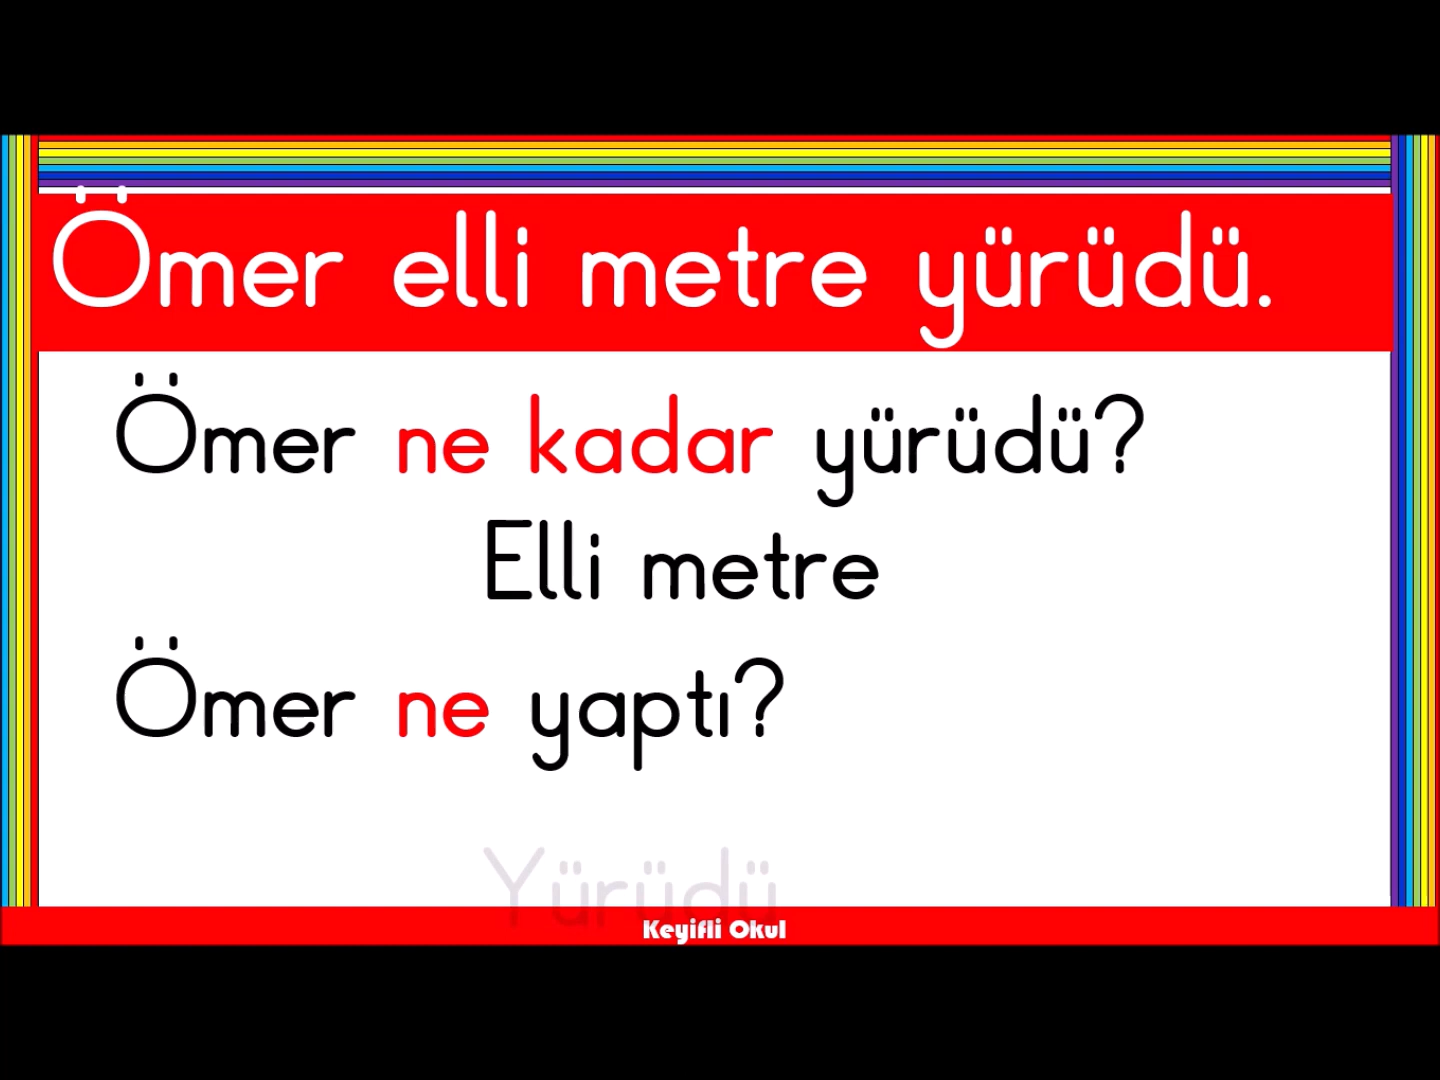 Ömer elli metre yürüdü.
Ömer ne kadar yürüdü?
Elli metre
Ömer ne yaptı?
Yürüdü
Keyifli Okul